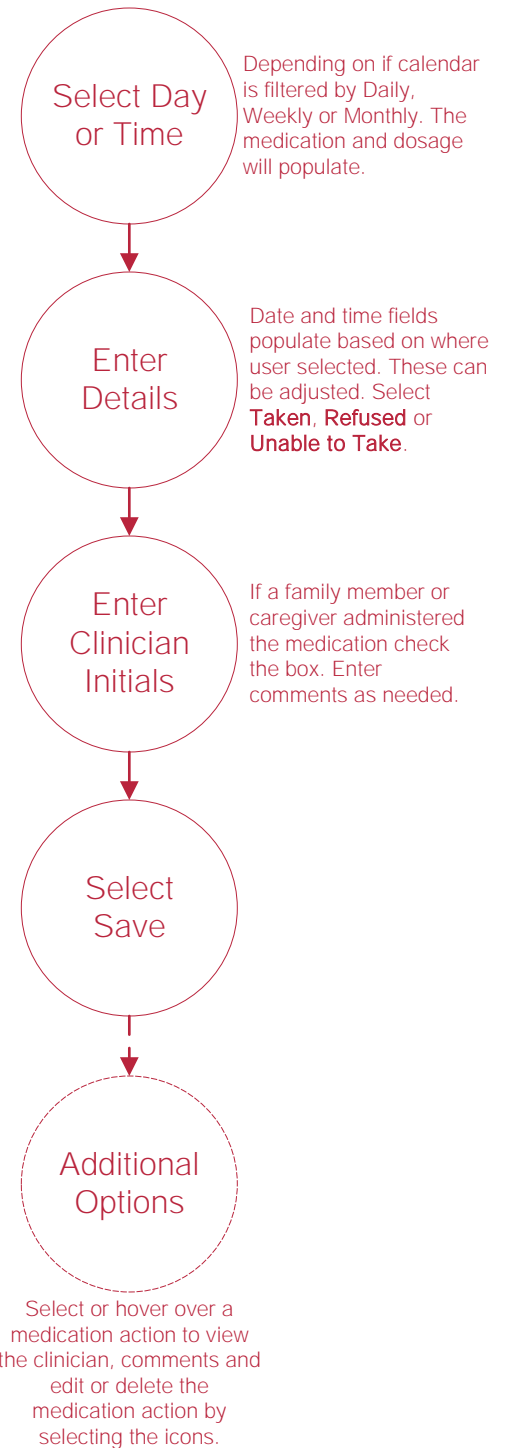 Select Day
or Time
Depending on if calendar
is filtered by Daily,
Weekly or Monthly. The
medication and dosage
will populate.
Enter
Details
Date and time fields
populate based on where
user selected. These can
be adjusted. Select
Taken, Refused or
Unable to Take.
Enter
Clinician
Initials
If a family member or
caregiver administered
the medication check
the box. Enter
comments as needed.
Select
Save
Additional
Options
Select or hover over a
medication action to view
the clinician, comments and
edit or delete the
medication action by
selecting the icons.